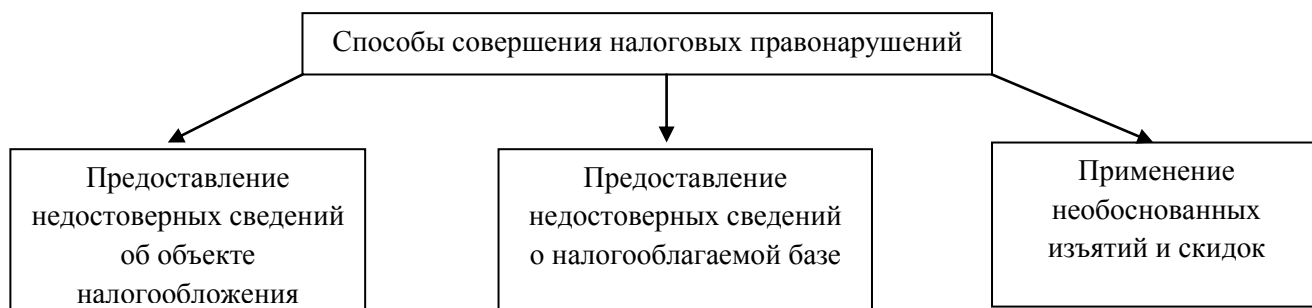 Способы совершения налоговых правонарушений
Предоставление
недостоверных сведений
об объекте
налогообложения
Предоставление
недостоверных сведений
о налогооблагаемой базе
Применение
необоснованных
изъятий и скидок